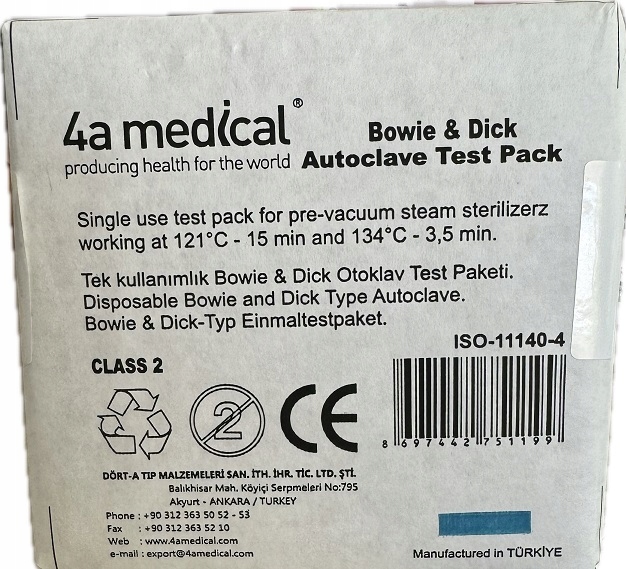 4a medical®
producing health for the world
Bowie & Dick
Autoclave Test Pack
Single use test pack for pre-vacuum steam sterilizerz
working at 121°C - 15 min and 134°C - 3,5 min.
Tek kullanımlık Bowie & Dick Otoklav Test Paketi.
Disposable Bowie and Dick Type Autoclave.
Bowie & Dick-Typ Einmaltestpaket.
ISO-11140-4
CLASS 2
2
CE
8 697442 751199
DÖRT-A TIP MALZEMELERİ SAN. İTH. İHR. TİC. LTD. ŞTİ.
Balıkhisar Mah. Köyiçi Serpmeleri No:795
Akyurt - ANKARA / TURKEY
Phone : +90 312 363 50 52 - 53
Fax : +90 312 363 52 10
Web : www.4amedical.com
e-mail : export@4amedical.com
Manufactured in TÜRKİYE